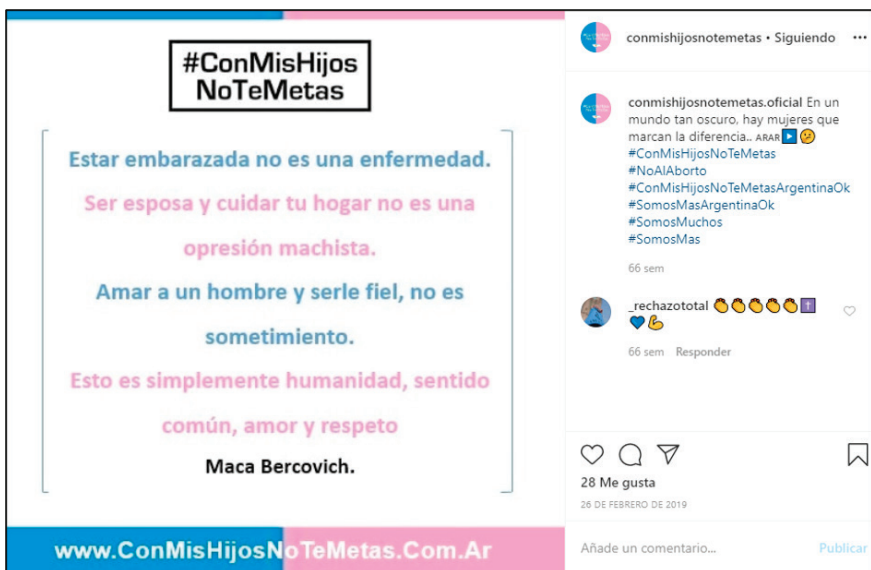 #ConMisHijos
NoTeMetas
Estar embarazada no es una enfermedad.
Ser esposa y cuidar tu hogar no es una
opresión machista.
Amar a un hombre y serle fiel, no es
sometimiento.
Esto es simplemente humanidad, sentido
común, amor y respeto
Maca Bercovich.
www.ConMisHijosNoTeMetas.Com.Ar
conmishijosnotemetas • Siguiendo
conmishijosnotemetas.oficial En un
mundo tan oscuro, hay mujeres que
marcan la diferencia.. ARAR▶️😕
#ConMisHijosNoTeMetas
#NoAlAborto
#ConMisHijosNoTeMetasArgentinaOk
#SomosMasArgentinaOk
#SomosMuchos
#SomosMas
66 sem
_rechazototal 👏👏👏👏👏✝️
💙💪
66 sem Responder
28 Me gusta
26 DE FEBRERO DE 2019
Añade un comentario... Publicar